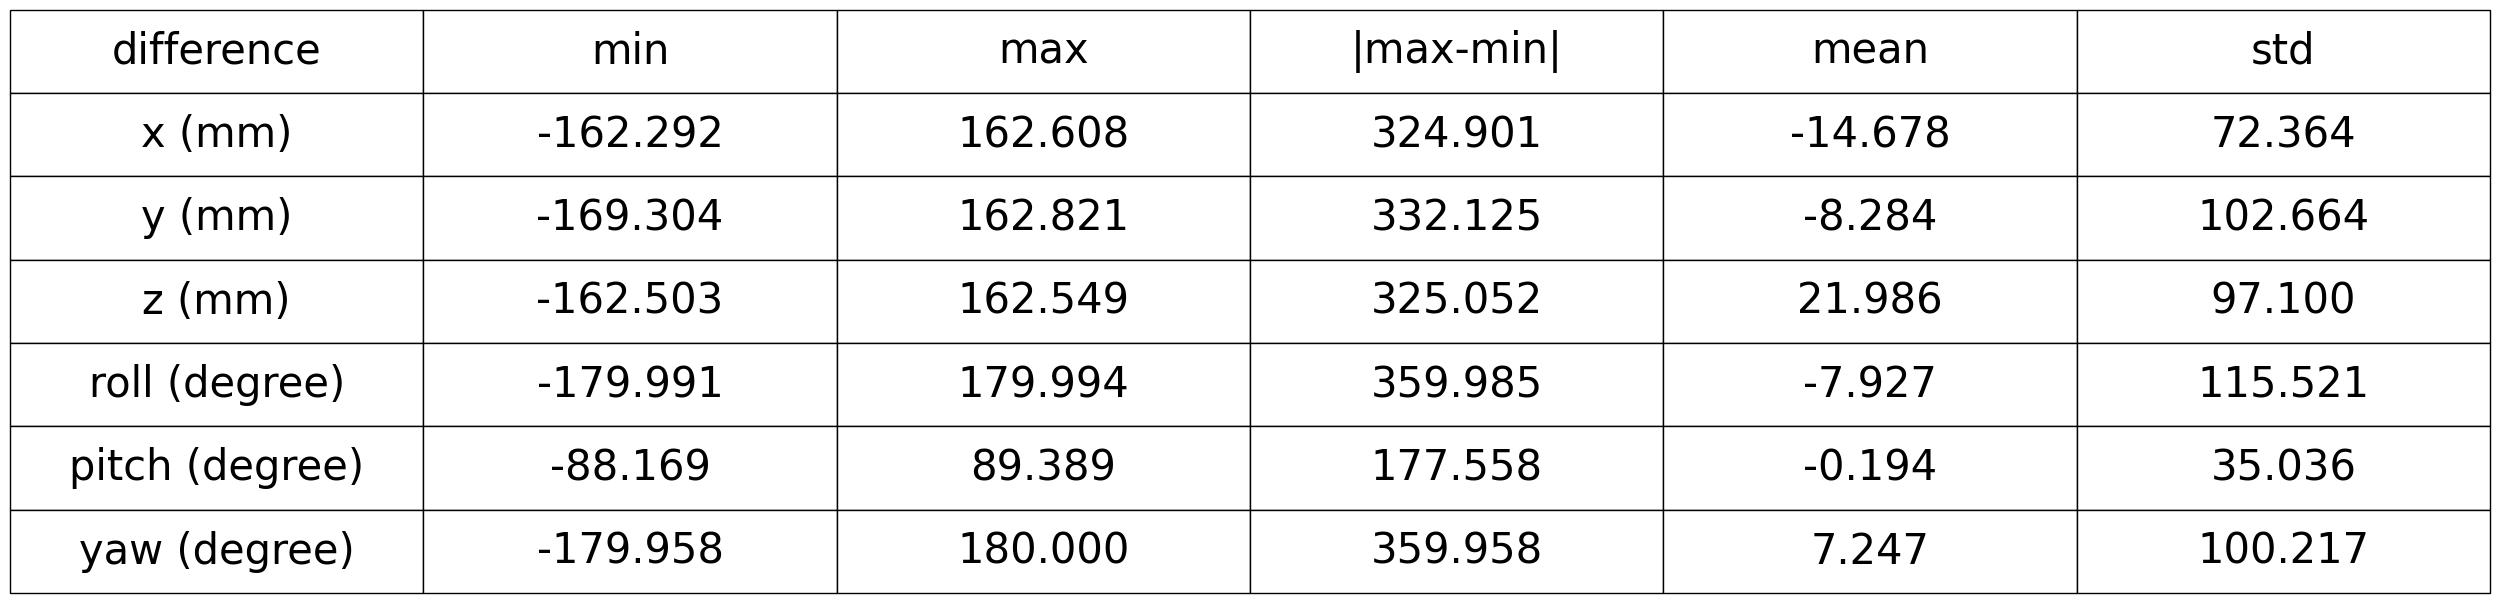 difference min max |max-min| mean std
x (mm) -162.292 162.608 324.901 -14.678 72.364
y (mm) -169.304 162.821 332.125 -8.284 102.664
z (mm) -162.503 162.549 325.052 21.986 97.100
roll (degree) -179.991 179.994 359.985 -7.927 115.521
pitch (degree) -88.169 89.389 177.558 -0.194 35.036
yaw (degree) -179.958 180.000 359.958 7.247 100.217